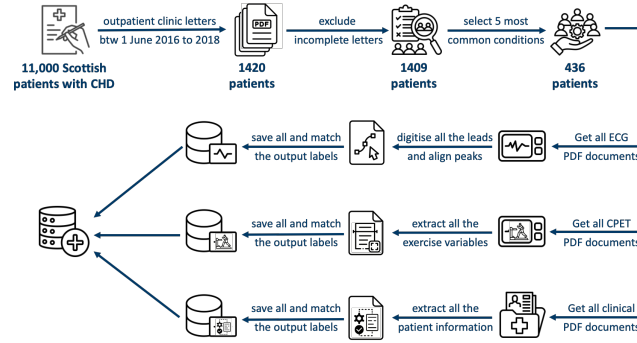 outpatient clinic letters
btw 1 June 2016 to 2018
exclude
incomplete letters
select 5 most
common conditions
PDF
11,000 Scottish
patients with CHD
1420
patients
1409
patients
436
patients
save all and match
the output labels
digitise all the leads
and align peaks
Get all ECG
PDF documents
save all and match
the output labels
extract all the
exercise variables
Get all CPET
PDF documents
save all and match
the output labels
extract all the
patient information
Get all clinical
PDF documents